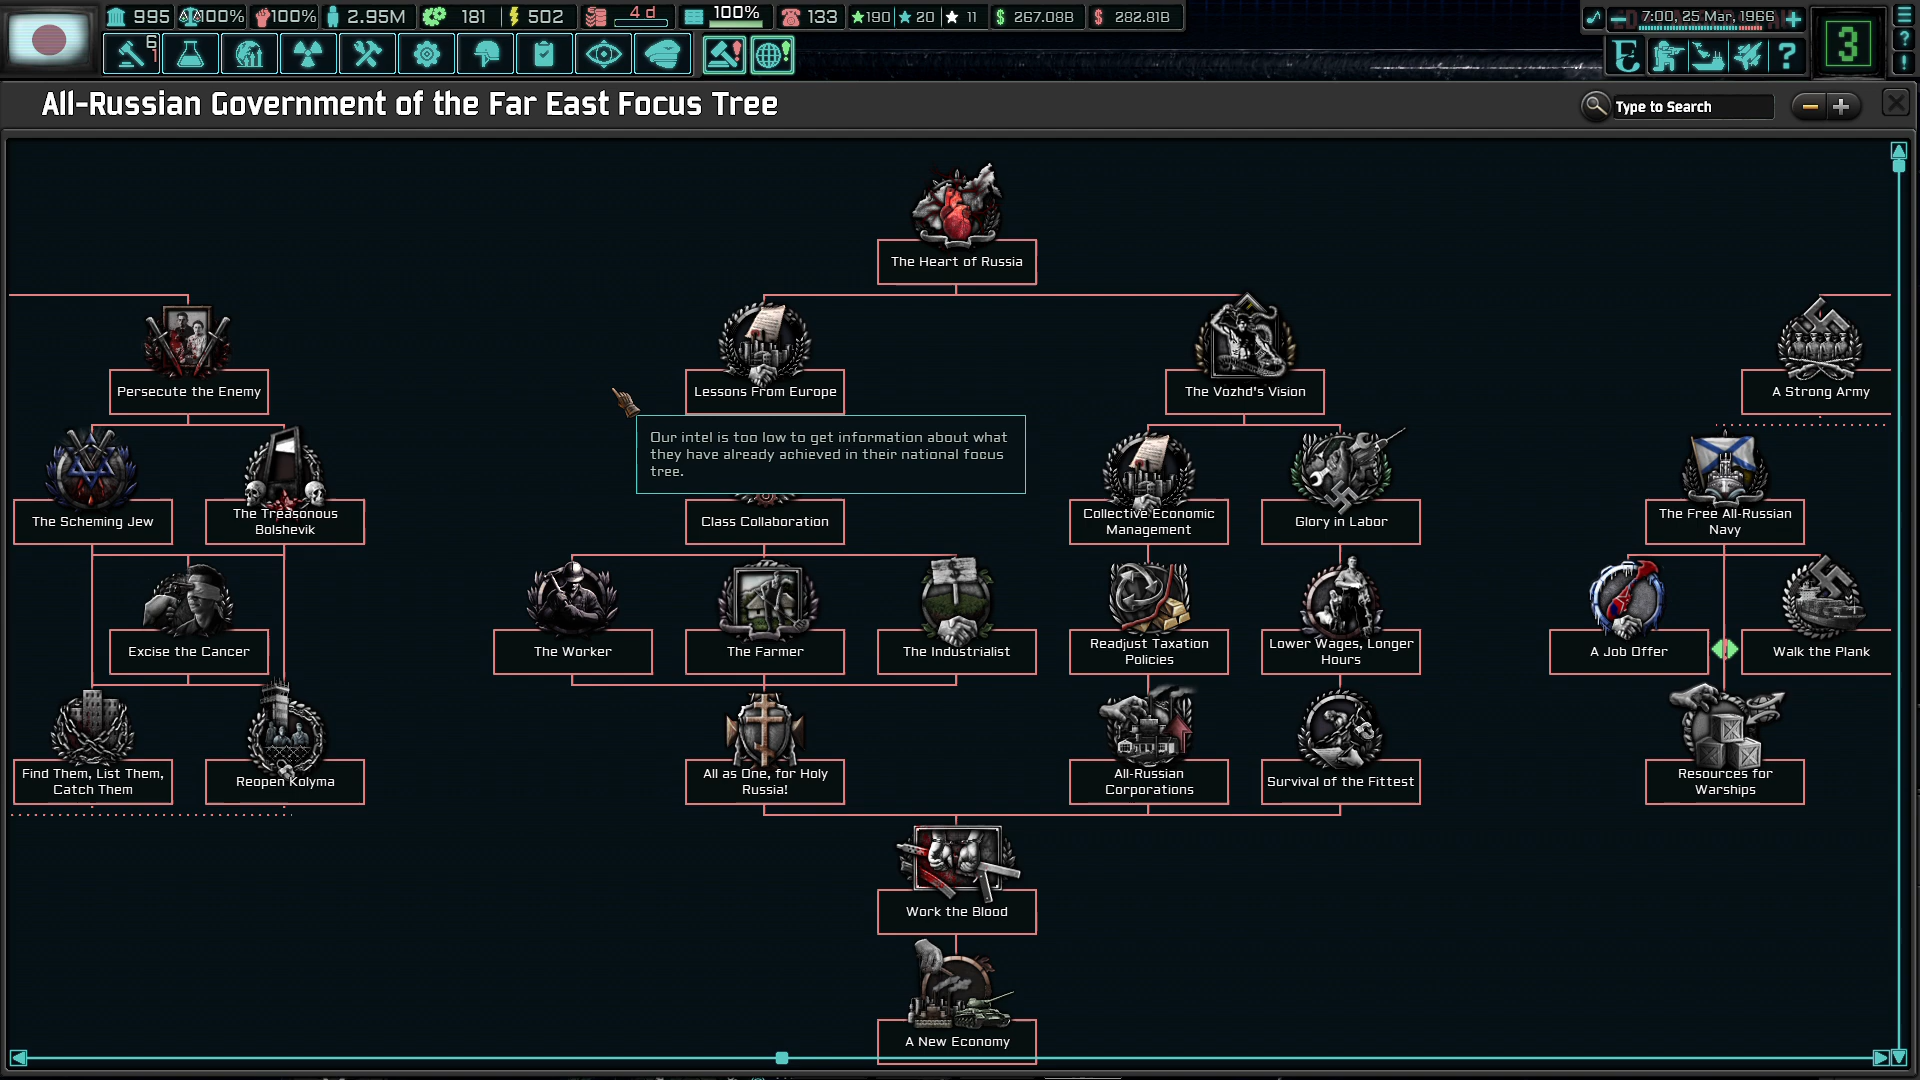 995
100%
100%
2.95M
181
502
4 d
100%
133
190
20
11
267.08B
282.81B
7:00, 25 Mar, 1966
3
6
1
All-Russian Government of the Far East Focus Tree
Type to Search
The Heart of Russia
Persecute the Enemy
Lessons From Europe
The Vozhd's Vision
A Strong Army
Our intel is too low to get information about what
they have already achieved in their national focus
tree.
The Scheming Jew
The Treasonous
Bolshevik
Class Collaboration
Collective Economic
Management
Glory in Labor
The Free All-Russian
Navy
Excise the Cancer
The Worker
The Farmer
The Industrialist
Readjust Taxation
Policies
Lower Wages, Longer
Hours
A Job Offer
Walk the Plank
Find Them, List Them,
Catch Them
Reopen Kolyma
All as One, for Holy
Russia!
All-Russian
Corporations
Survival of the Fittest
Resources for
Warships
Work the Blood
A New Economy